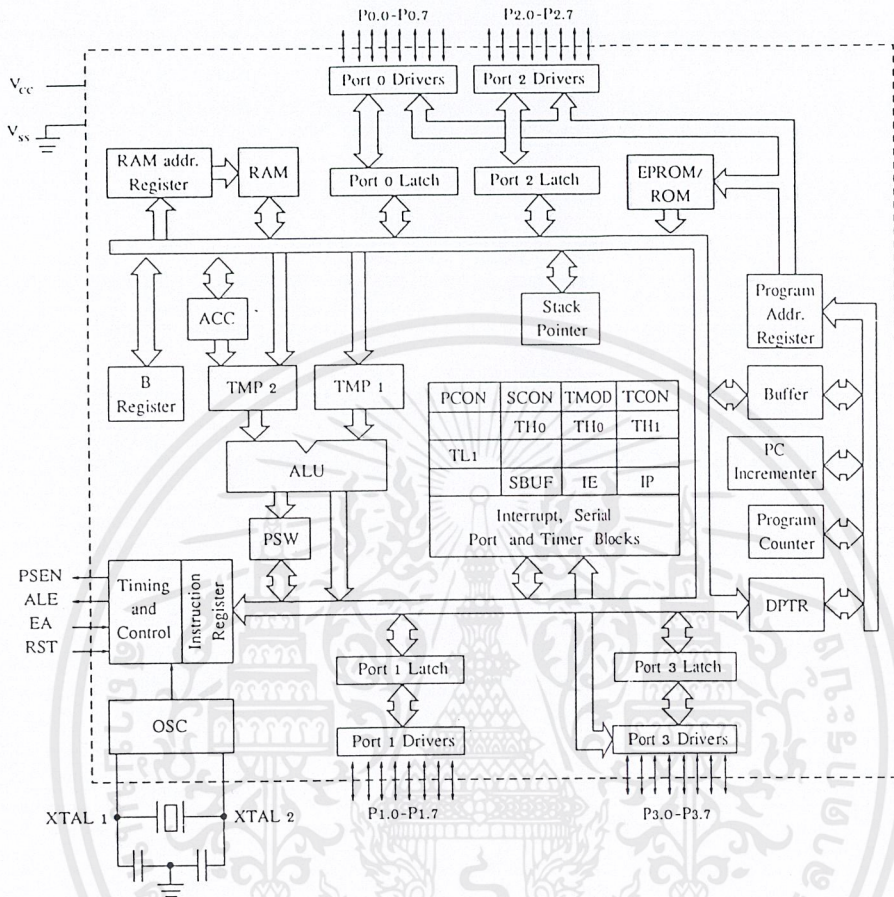 P0.0-P0.7
P2.0-P2.7
Vcc
Vss
Port 0 Drivers
Port 2 Drivers
RAM addr.
Register
RAM
Port 0 Latch
Port 2 Latch
EPROM/
ROM
ACC
Stack
Pointer
Program
Addr.
Register
B
Register
TMP 2
TMP 1
PCON SCON TMOD TCON
TH0 TH0 TH1
TL1
SBUF IE IP
Interrupt, Serial
Port and Timer Blocks
Buffer
ALU
PC
Incrementer
PSW
Program
Counter
PSEN
ALE
EA
RST
Timing
and
Control
Instruction
Register
DPTR
Port 1 Latch
Port 3 Latch
OSC
Port 1 Drivers
Port 3 Drivers
XTAL 1
XTAL 2
P1.0-P1.7
P3.0-P3.7